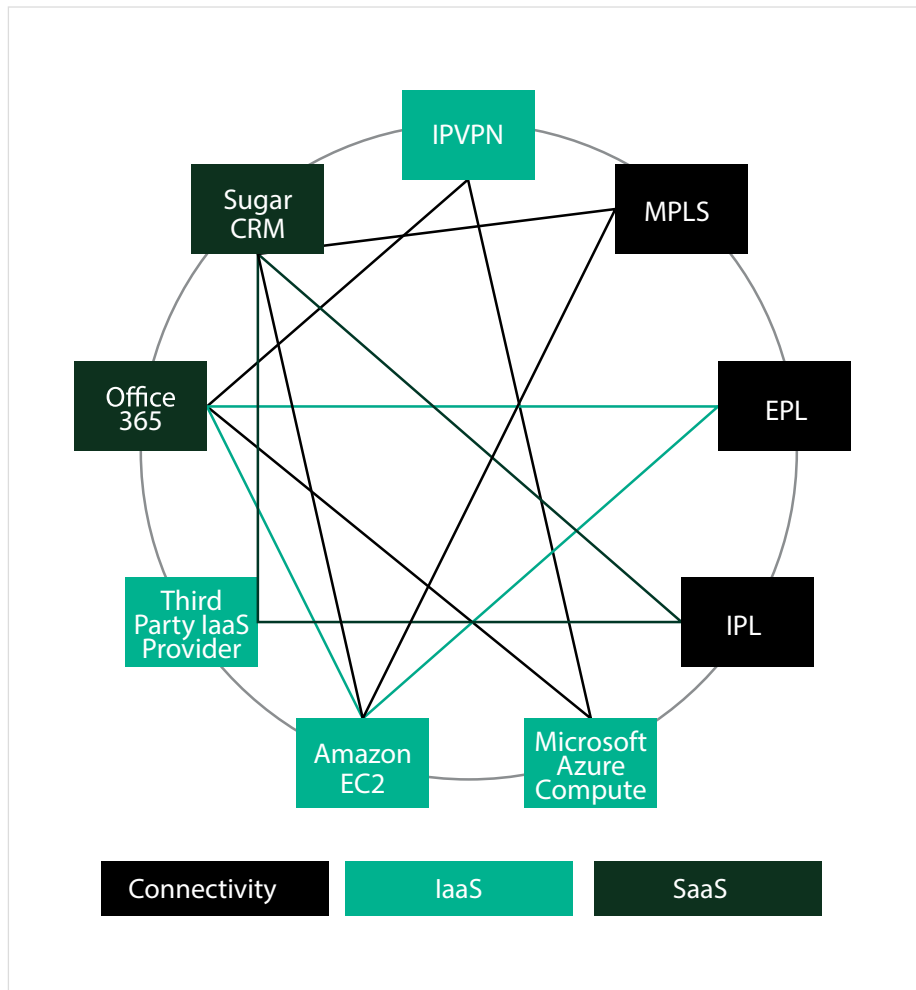 IPVPN
Sugar
CRM
MPLS
Office
365
EPL
Third
Party IaaS
Provider
IPL
Amazon
EC2
Microsoft
Azure
Compute
Connectivity
IaaS
SaaS